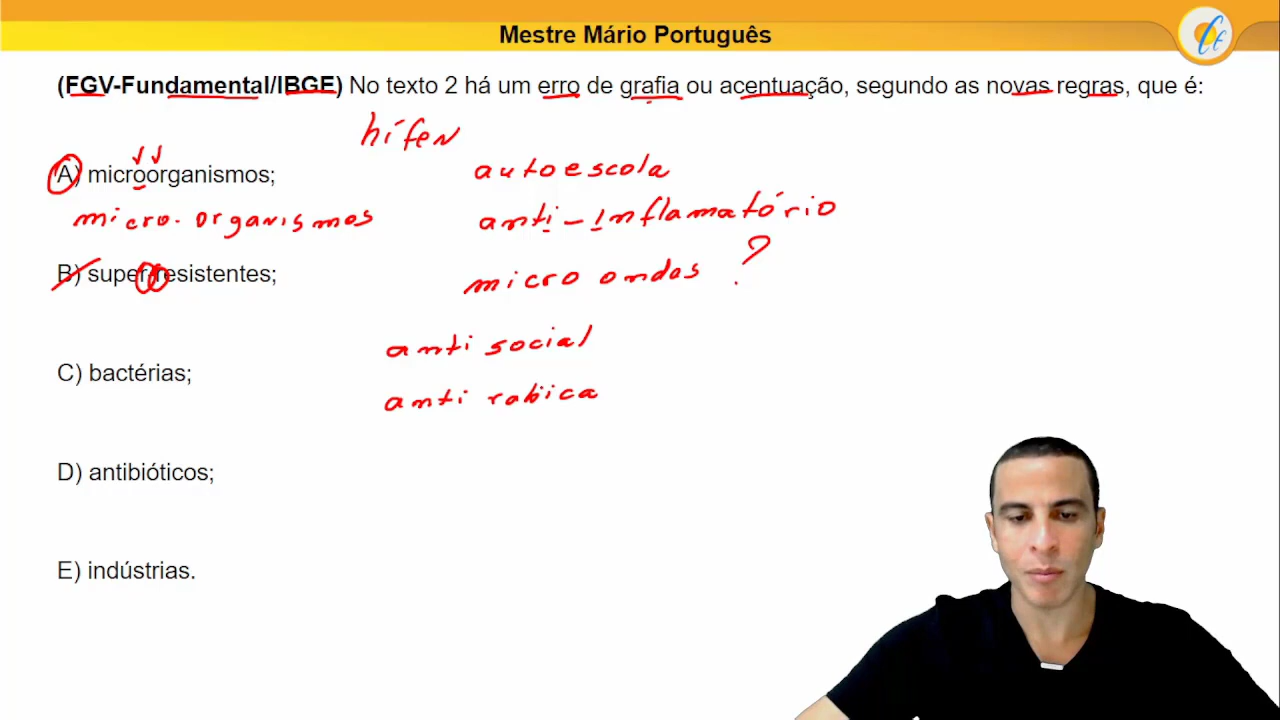 Mestre Mário Português
(FGV-Fundamental/IBGE) No texto 2 há um erro de grafia ou acentuação, segundo as novas regras, que é:
hífen
A) microorganismos;
autoescola
micro-organismos
anti-inflamatório
B) super-resistentes;
micro ondas ?
anti social
C) bactérias;
anti rabica
D) antibióticos;
E) indústrias.